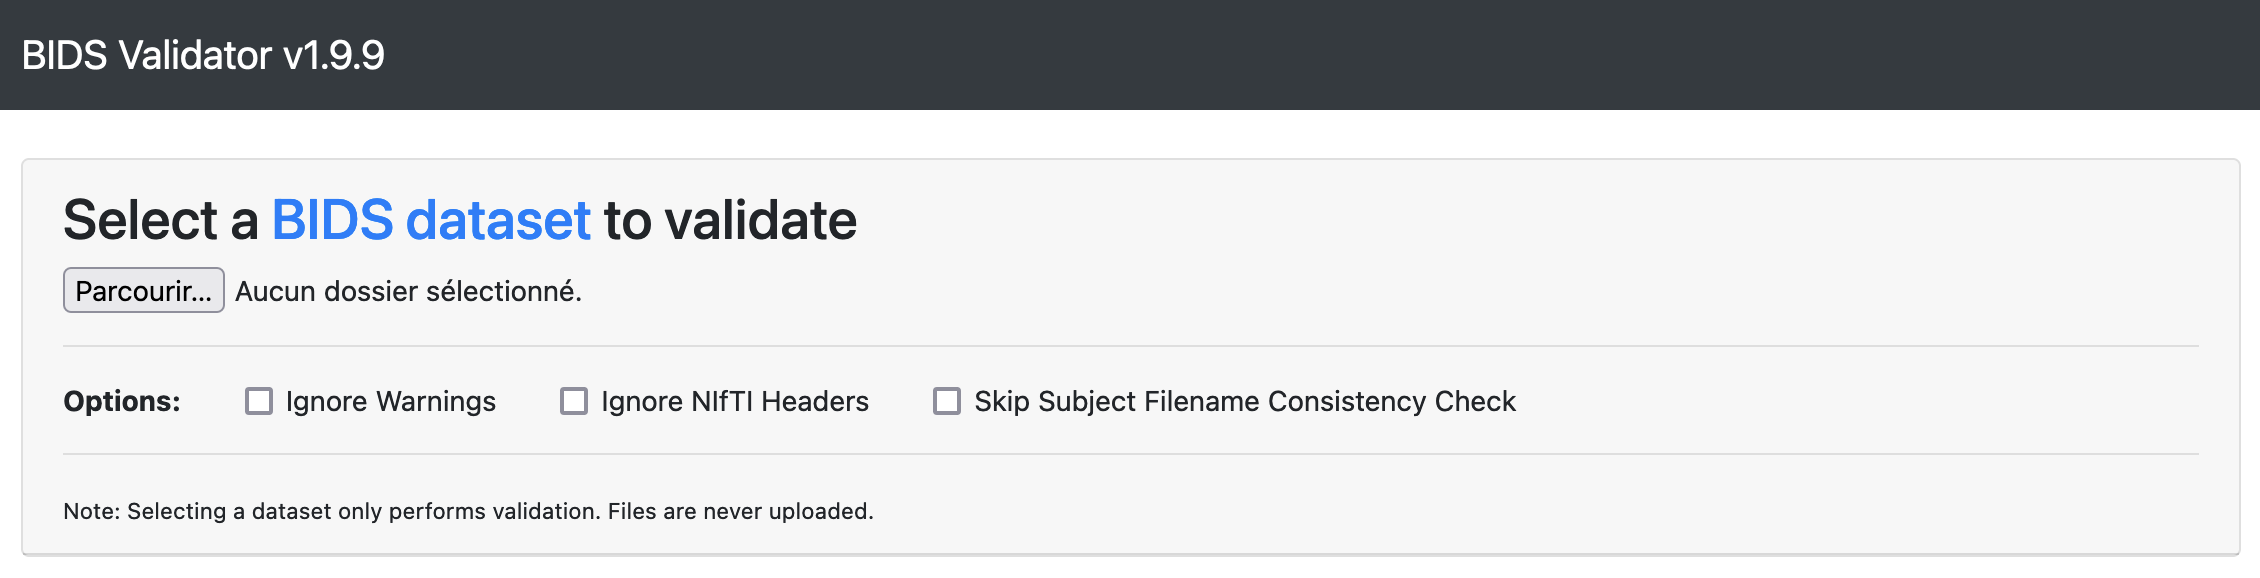 BIDS Validator v1.9.9
Select a BIDS dataset to validate
Parcourir... Aucun dossier sélectionné.
Options: Ignore Warnings Ignore NIfTI Headers Skip Subject Filename Consistency Check
Note: Selecting a dataset only performs validation. Files are never uploaded.